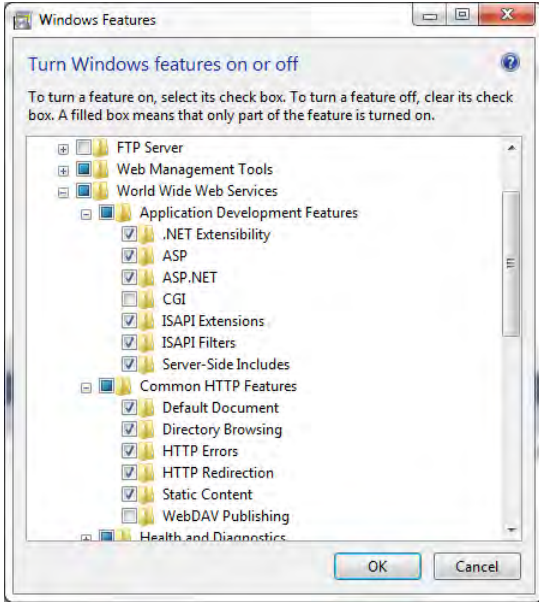 Windows Features
Turn Windows features on or off
To turn a feature on, select its check box. To turn a feature off, clear its check
box. A filled box means that only part of the feature is turned on.
FTP Server
Web Management Tools
World Wide Web Services
Application Development Features
.NET Extensibility
ASP
ASP.NET
CGI
ISAPI Extensions
ISAPI Filters
Server-Side Includes
Common HTTP Features
Default Document
Directory Browsing
HTTP Errors
HTTP Redirection
Static Content
WebDAV Publishing
Health and Diagnostics
OK Cancel